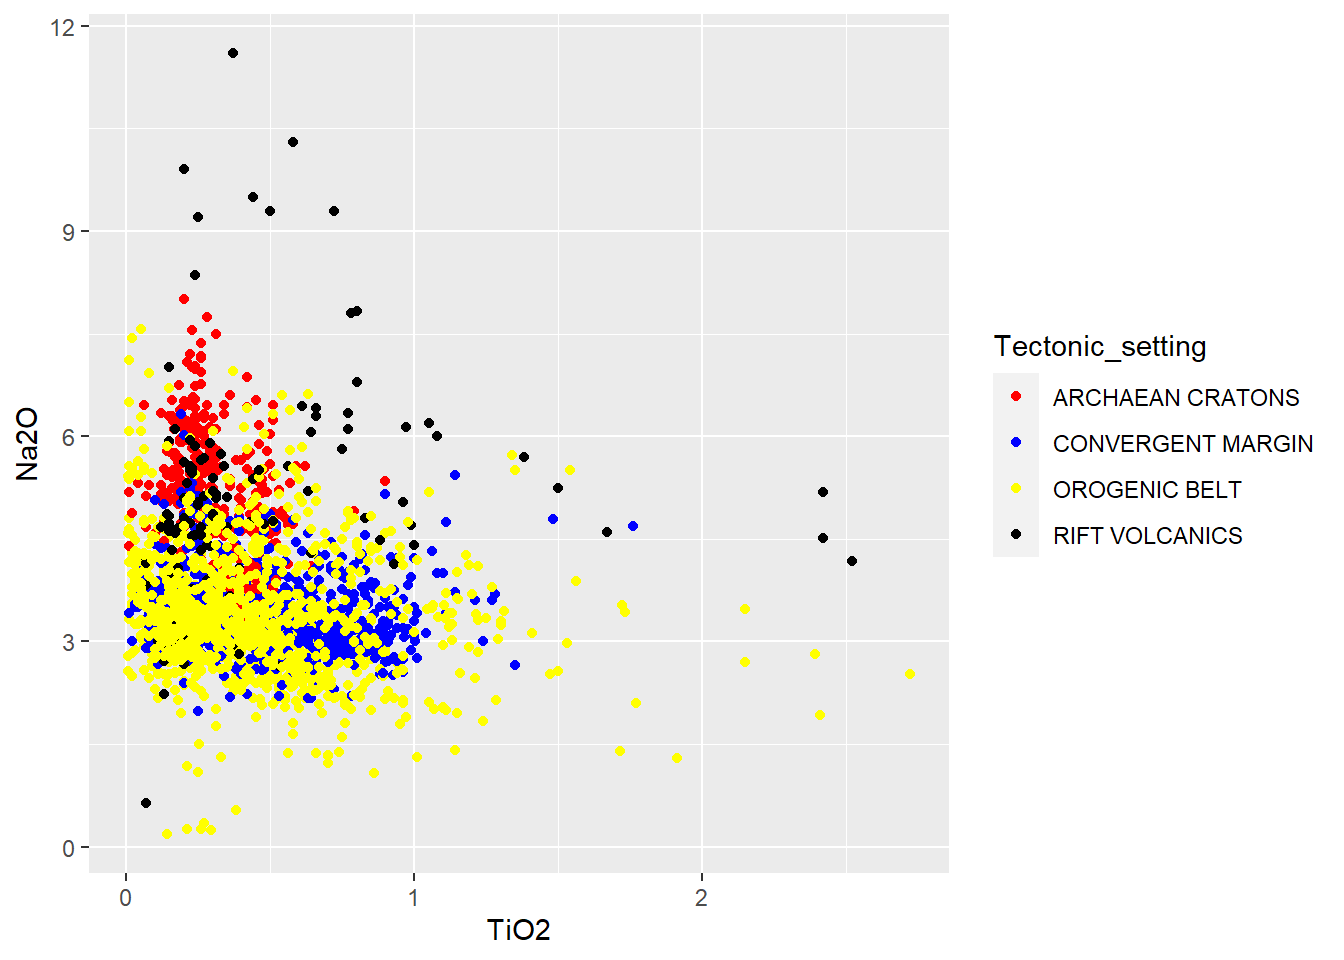 12
9
6
3
0
Na2O
0
1
2
TiO2
Tectonic_setting
ARCHAEAN CRATONS
CONVERGENT MARGIN
OROGENIC BELT
RIFT VOLCANICS